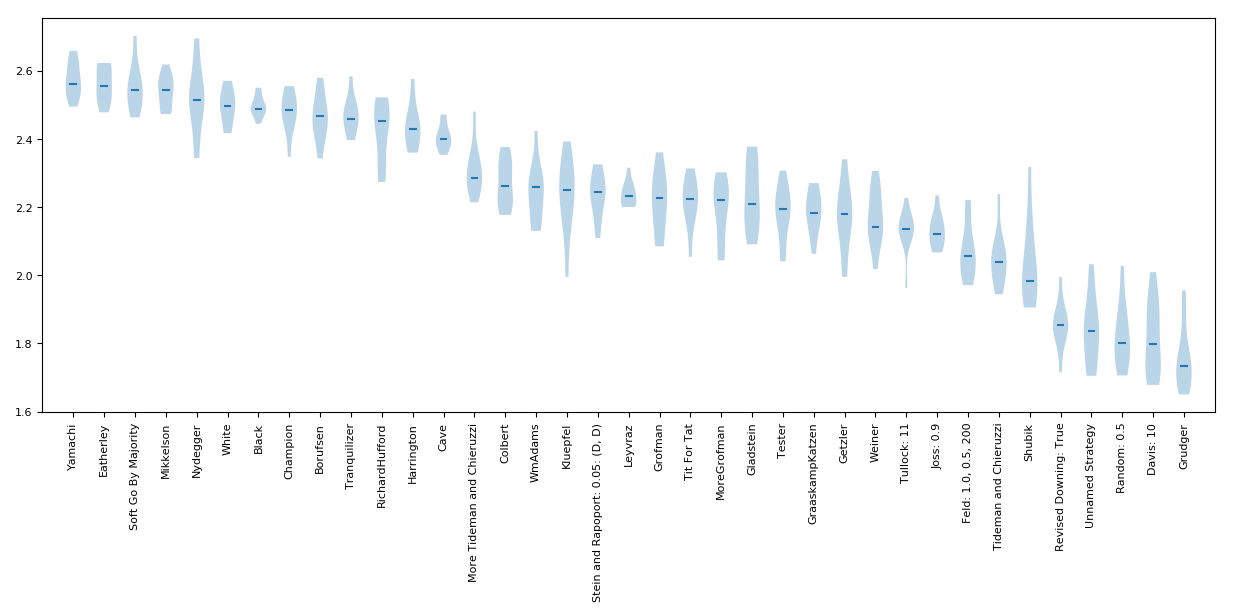 2.6
2.4
2.2
2.0
1.8
1.6
Yamachi
Eatherley
Soft Go By Majority
Mikkelson
Nydegger
White
Black
Champion
Borufsen
Tranquilizer
RichardHufford
Harrington
Cave
More Tideman and Chieruzzi
Colbert
WmAdams
Kluepfel
Stein and Rapoport: 0.05: (D, D)
Leyvraz
Grofman
Tit For Tat
MoreGrofman
Gladstein
Tester
GraaskampKatzen
Getzler
Weiner
Tullock: 11
Joss: 0.9
Feld: 1.0, 0.5, 200
Tideman and Chieruzzi
Shubik
Revised Downing: True
Unnamed Strategy
Random: 0.5
Davis: 10
Grudger